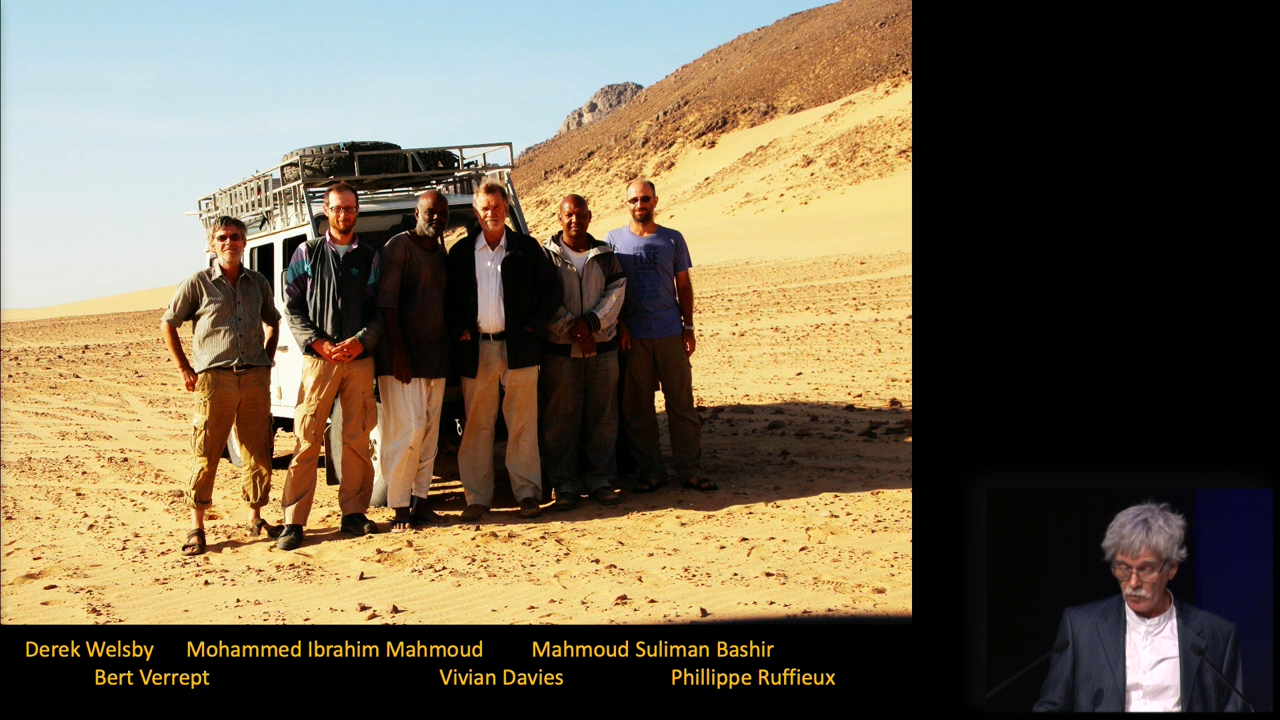 Derek Welsby Mohammed Ibrahim Mahmoud Mahmoud Suliman Bashir
Bert Verrept Vivian Davies Phillippe Ruffieux